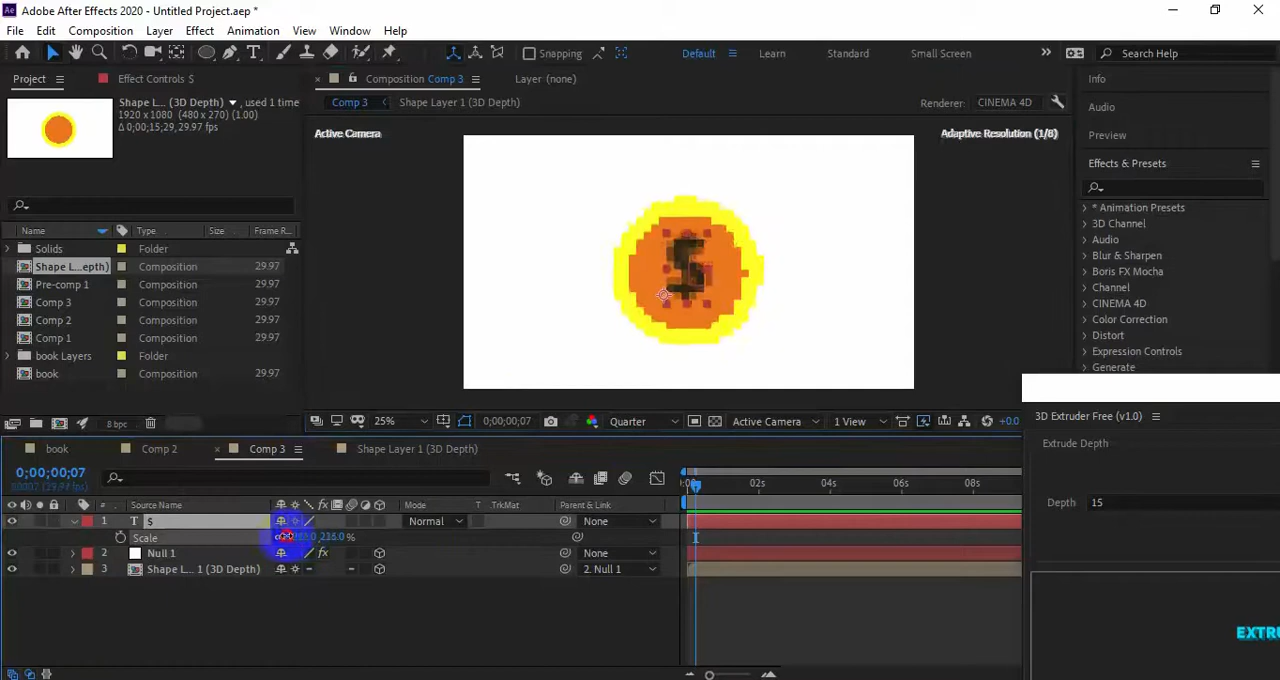 Adobe After Effects 2020 - Untitled Project.aep *
File Edit Composition Layer Effect Animation View Window Help
Snapping Default Learn Standard Small Screen Search Help
Project Effect Controls S Composition Comp 3 Layer (none) Info
Shape L... (3D Depth) , used 1 time
1920 x 1080 (480 x 270) (1.00)
Δ 0;00;15;29, 29.97 fps
Comp 3 Shape Layer 1 (3D Depth) Renderer: CINEMA 4D
Active Camera Adaptive Resolution (1/8)
Audio
Preview
Effects & Presets
* Animation Presets
3D Channel
Audio
Blur & Sharpen
Boris FX Mocha
Channel
CINEMA 4D
Color Correction
Distort
Expression Controls
Generate
Name Type Size Frame R...
Solids Folder
Shape L...epth) Composition 29.97
Pre-comp 1 Composition 29.97
Comp 3 Composition 29.97
Comp 2 Composition 29.97
Comp 1 Composition 29.97
book Layers Folder
book Composition 29.97
$
8 bpc
25% 0;00;00;07 Quarter Active Camera 1 View +0.0
3D Extruder Free (v1.0)
Extrude Depth
Depth 15
EXTRU
book Comp 2 Comp 3 Shape Layer 1 (3D Depth)
0;00;00;07
00007 (29.97 fps)
# Source Name Mode T .TrkMat Parent & Link
:00 02s 04s 06s 08s
1 T $ Normal None
Scale %
2 Null 1 fx None
3 Shape L... 1 (3D Depth) 2. Null 1